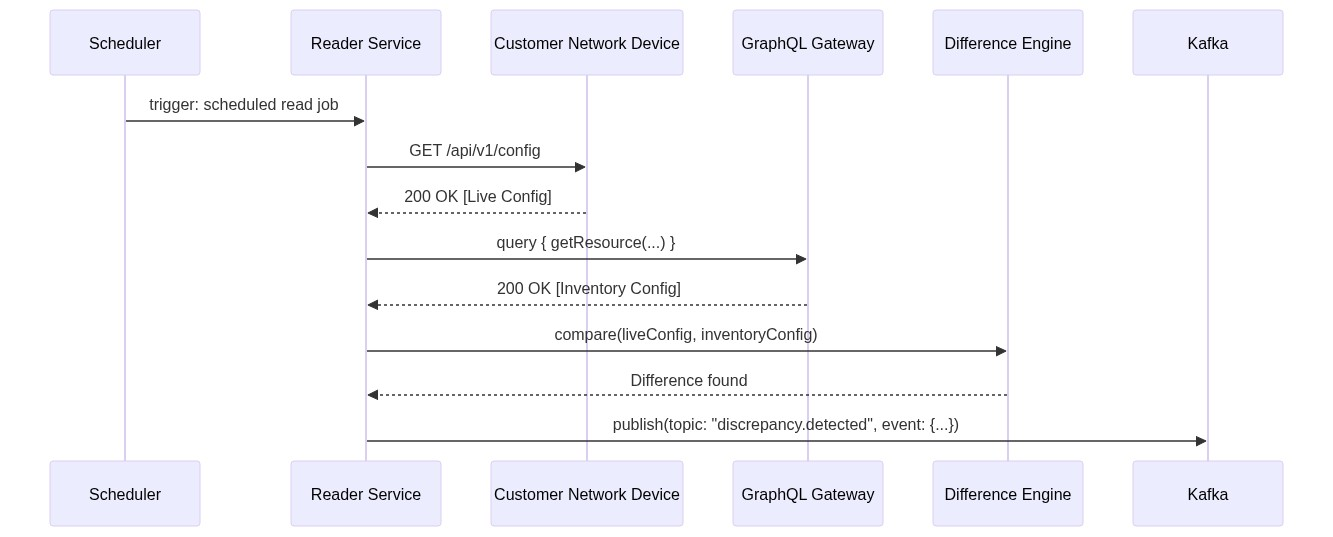 Scheduler
Reader Service
Customer Network Device
GraphQL Gateway
Difference Engine
Kafka
trigger: scheduled read job
GET /api/v1/config
200 OK [Live Config]
query { getResource(...) }
200 OK [Inventory Config]
compare(liveConfig, inventoryConfig)
Difference found
publish(topic: "discrepancy.detected", event: {...})
Scheduler
Reader Service
Customer Network Device
GraphQL Gateway
Difference Engine
Kafka